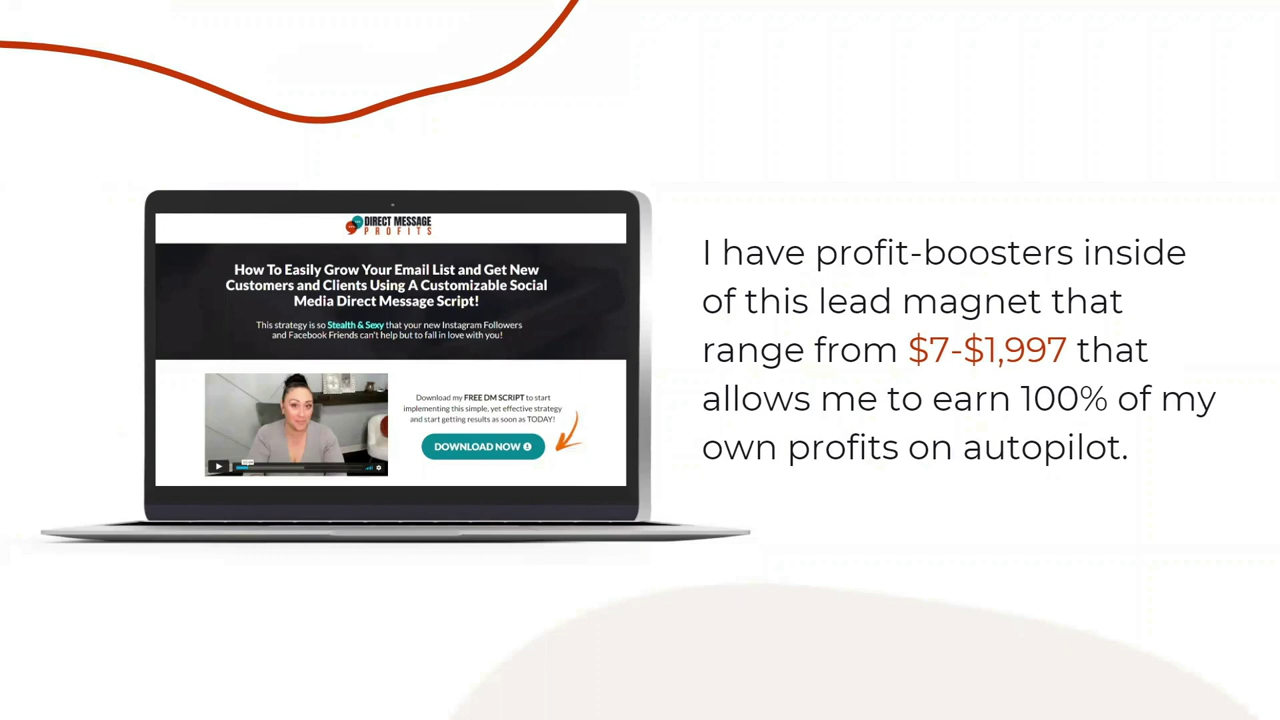 DIRECT MESSAGE
PROFITS
How To Easily Grow Your Email List and Get New
Customers and Clients Using A Customizable Social
Media Direct Message Script!
This strategy is so Stealth & Sexy that your new Instagram Followers
and Facebook Friends can't help but to fall in love with you!
Download my FREE DM SCRIPT to start
implementing this simple, yet effective strategy
and start getting results as soon as TODAY!
DOWNLOAD NOW
I have profit-boosters inside
of this lead magnet that
range from $7-$1,997 that
allows me to earn 100% of my
own profits on autopilot.